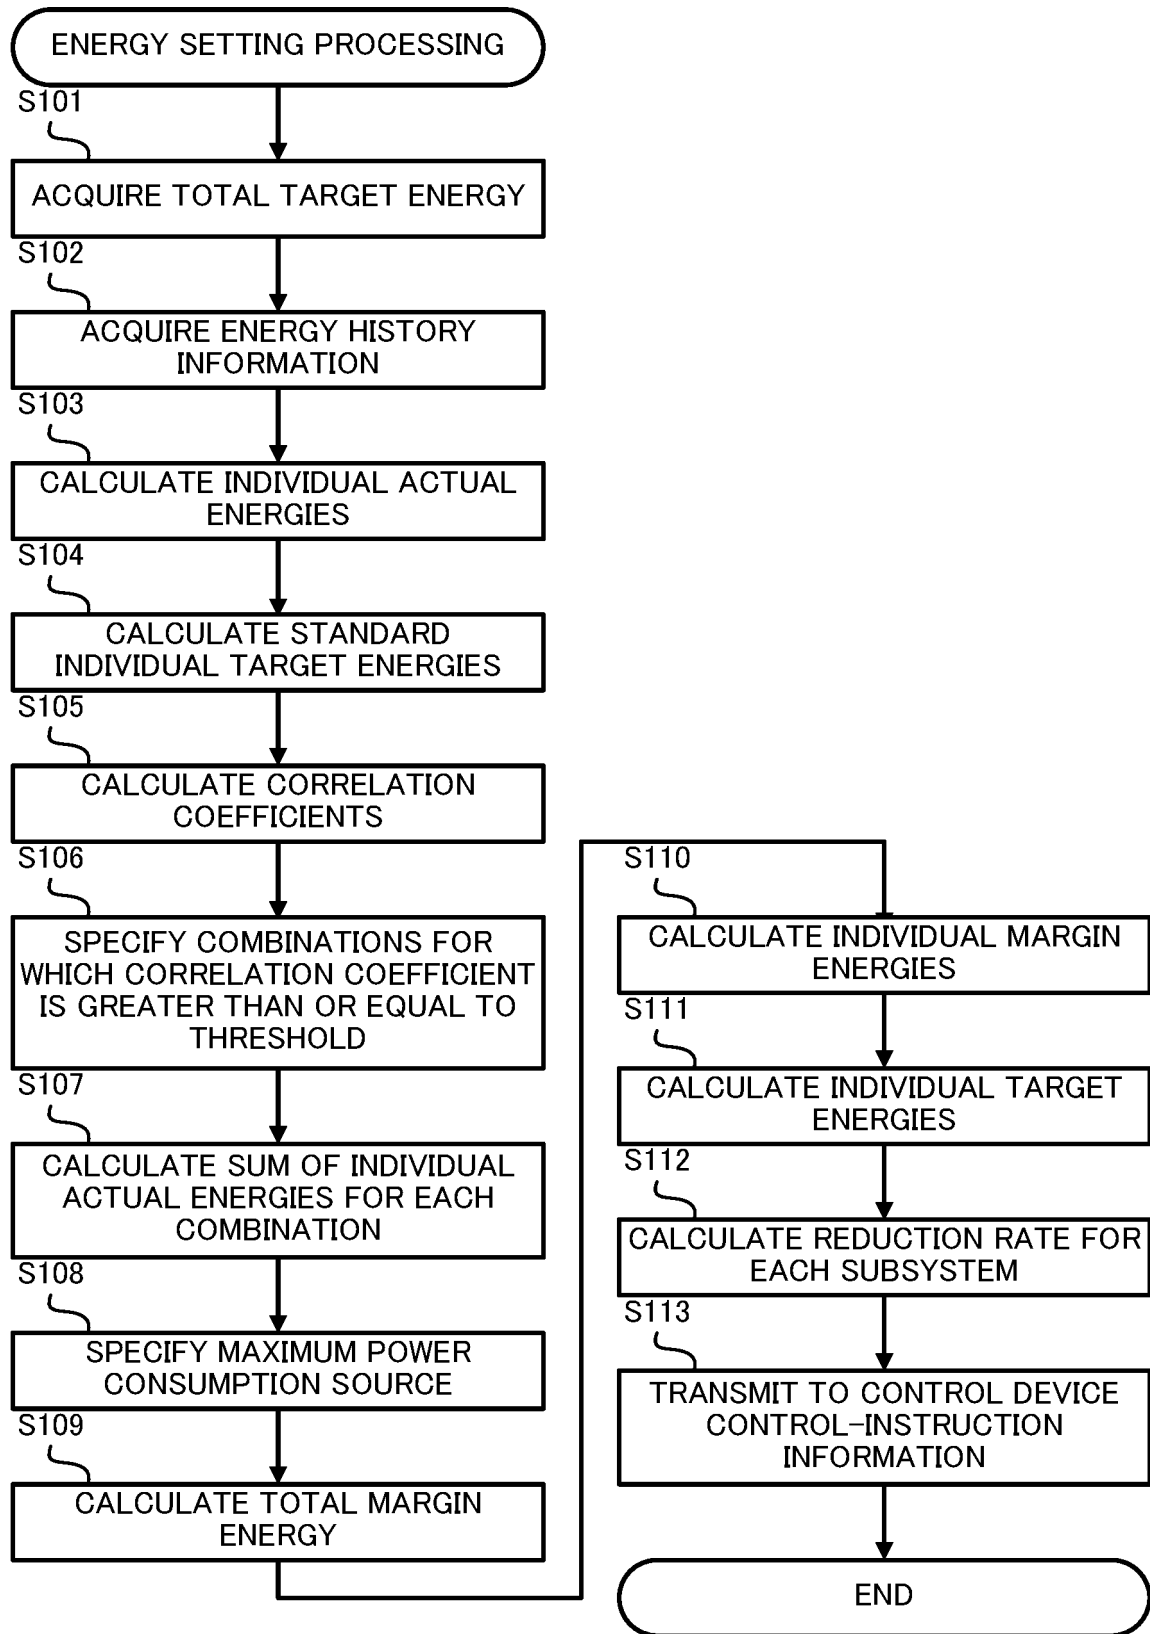 ENERGY SETTING PROCESSING
S101
ACQUIRE TOTAL TARGET ENERGY
S102
ACQUIRE ENERGY HISTORY
INFORMATION
S103
CALCULATE INDIVIDUAL ACTUAL
ENERGIES
S104
CALCULATE STANDARD
INDIVIDUAL TARGET ENERGIES
S105
CALCULATE CORRELATION
COEFFICIENTS
S106
SPECIFY COMBINATIONS FOR
WHICH CORRELATION COEFFICIENT
IS GREATER THAN OR EQUAL TO
THRESHOLD
S107
CALCULATE SUM OF INDIVIDUAL
ACTUAL ENERGIES FOR EACH
COMBINATION
S108
SPECIFY MAXIMUM POWER
CONSUMPTION SOURCE
S109
CALCULATE TOTAL MARGIN
ENERGY
S110
CALCULATE INDIVIDUAL MARGIN
ENERGIES
S111
CALCULATE INDIVIDUAL TARGET
ENERGIES
S112
CALCULATE REDUCTION RATE FOR
EACH SUBSYSTEM
S113
TRANSMIT TO CONTROL DEVICE
CONTROL-INSTRUCTION
INFORMATION
END